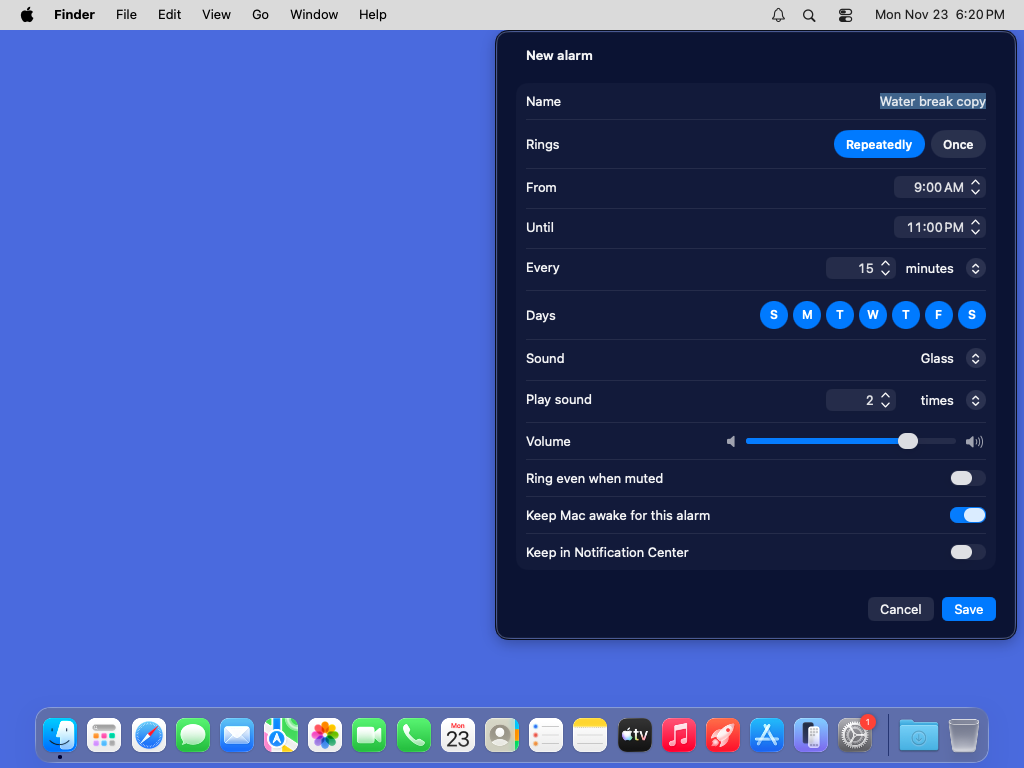 Finder File Edit View Go Window Help Mon Nov 23 6:20 PM
New alarm
Name Water break copy
Rings Repeatedly Once
From 9:00 AM
Until 11:00 PM
Every 15 minutes
Days S M T W T F S
Sound Glass
Play sound 2 times
Volume
Ring even when muted
Keep Mac awake for this alarm
Keep in Notification Center
Cancel Save
Mon
23
tv
1